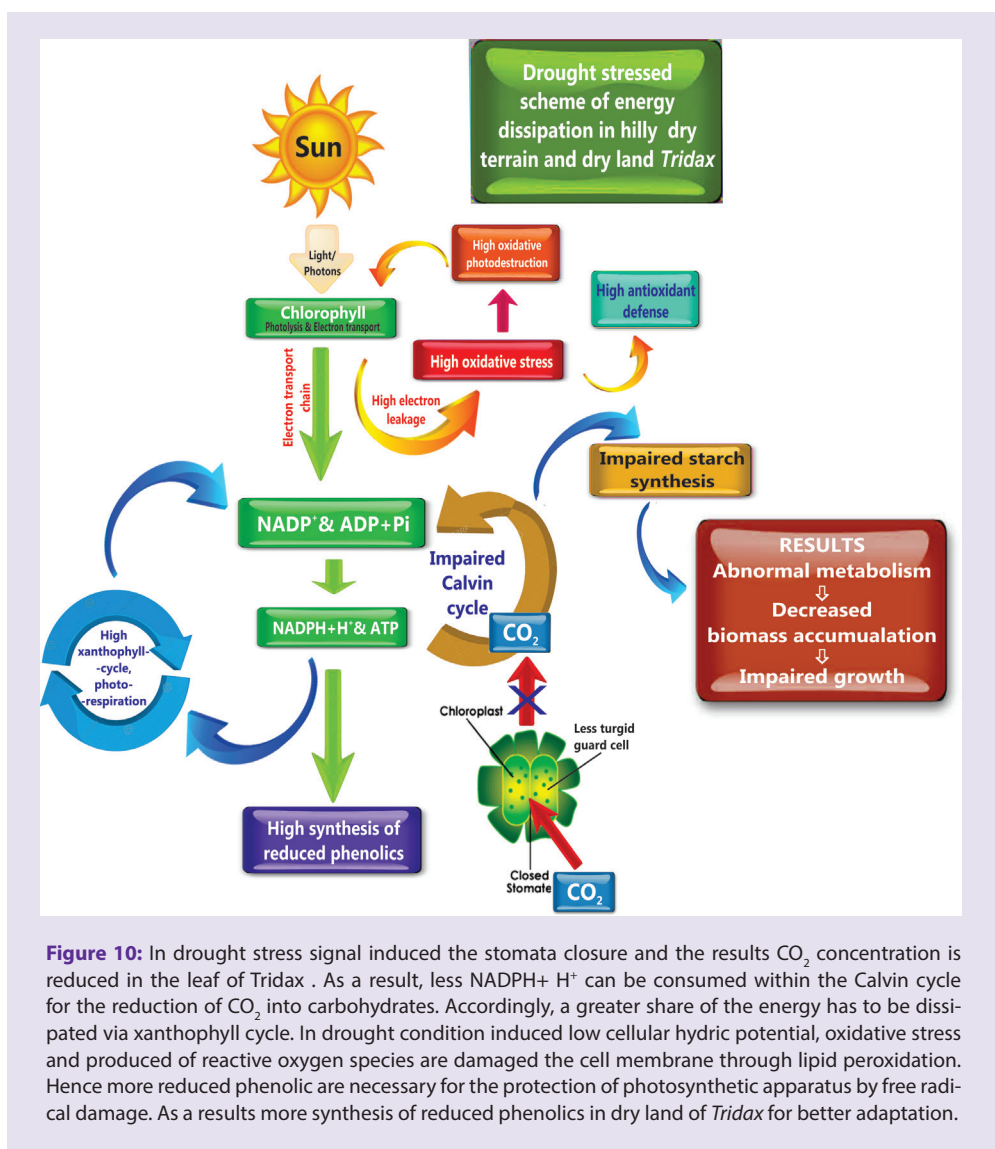 Drought stressed
scheme of energy
dissipation in hilly dry
terrain and dry land Tridax
Sun
Light/
Photons
High oxidative
photodestruction
High antioxidant
defense
Chlorophyll
Photolysis & Electron transport
High oxidative stress
Electron transport
chain
High electron
leakage
Impaired starch
synthesis
NADP⁺& ADP+Pi
Impaired
Calvin
cycle
RESULTS
Abnormal metabolism
⇩
Decreased
biomass accumualation
⇩
Impaired growth
NADPH+H⁺& ATP
CO₂
High
xanthophyll-
-cycle,
photo-
-respiration
Chloroplast
Less turgid
guard cell
High synthesis of
reduced phenolics
Closed
Stomate
CO₂
Figure 10: In drought stress signal induced the stomata closure and the results CO₂ concentration is
reduced in the leaf of Tridax . As a result, less NADPH+ H⁺ can be consumed within the Calvin cycle
for the reduction of CO₂ into carbohydrates. Accordingly, a greater share of the energy has to be dissi-
pated via xanthophyll cycle. In drought condition induced low cellular hydric potential, oxidative stress
and produced of reactive oxygen species are damaged the cell membrane through lipid peroxidation.
Hence more reduced phenolic are necessary for the protection of photosynthetic apparatus by free radi-
cal damage. As a results more synthesis of reduced phenolics in dry land of Tridax for better adaptation.